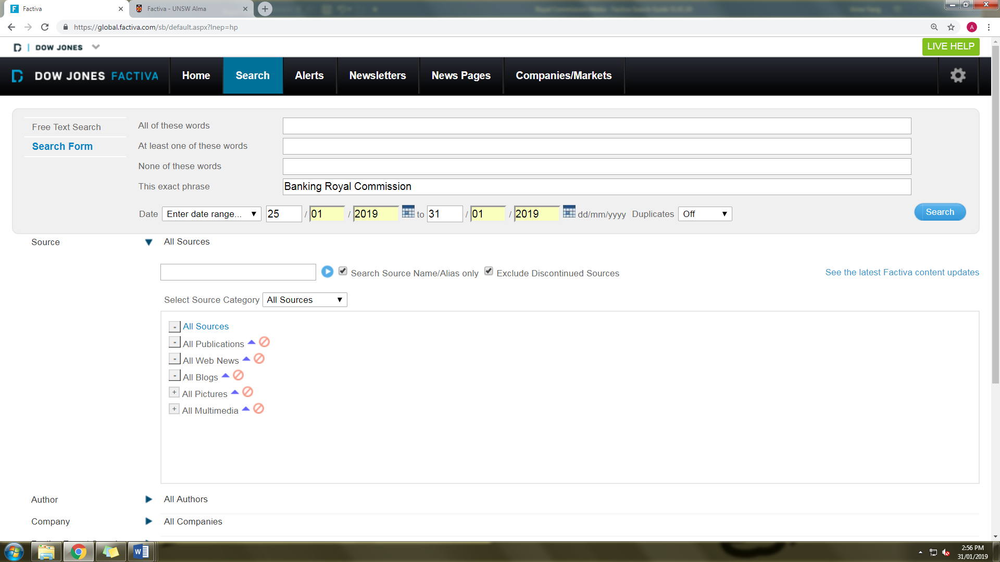 Factiva
Factiva - UNSW Alma
https://global.factiva.com/sb/default.aspx?lnep=hp
A
DOW JONES
LIVE HELP
DOW JONES FACTIVA
Home
Search
Alerts
Newsletters
News Pages
Companies/Markets
Free Text Search
Search Form
All of these words
At least one of these words
None of these words
This exact phrase
Banking Royal Commission
Date Enter date range... 25 / 01 / 2019 to 31 / 01 / 2019 dd/mm/yyyy Duplicates Off
Search
Source
All Sources
Search Source Name/Alias only
Exclude Discontinued Sources
See the latest Factiva content updates
Select Source Category All Sources
- All Sources
- All Publications
- All Web News
- All Blogs
+ All Pictures
+ All Multimedia
Author
All Authors
Company
All Companies
2:56 PM
31/01/2019